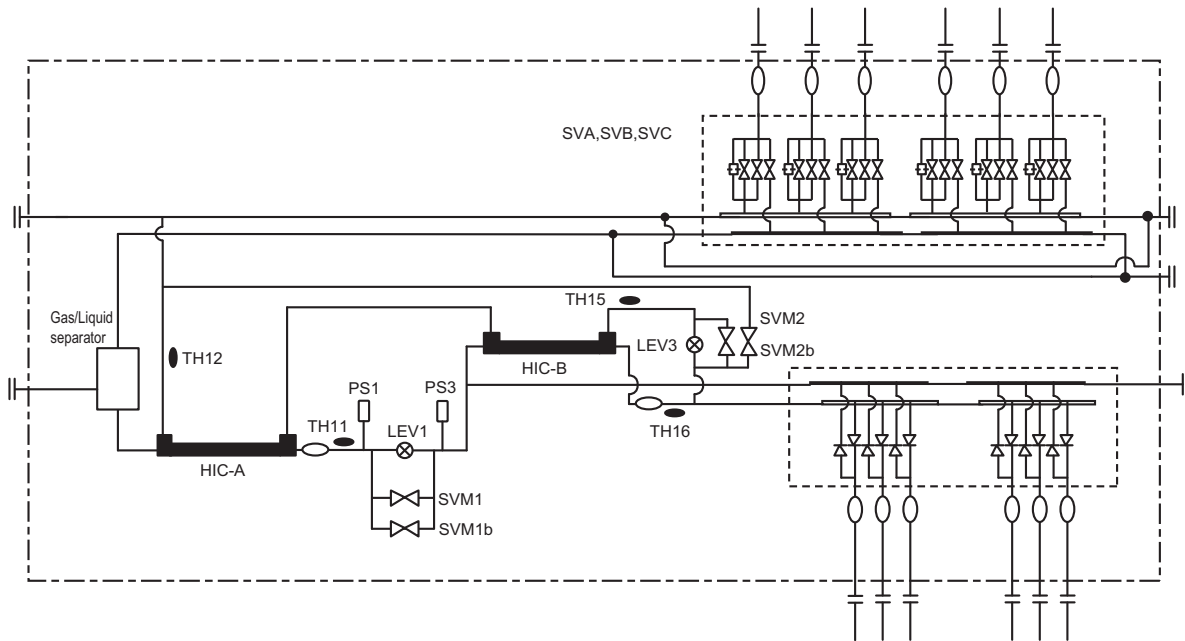 SVA,SVB,SVC
Gas/Liquid
separator
TH12
TH15
SVM2
LEV3
SVM2b
HIC-B
PS1
PS3
TH11
LEV1
TH16
HIC-A
SVM1
SVM1b